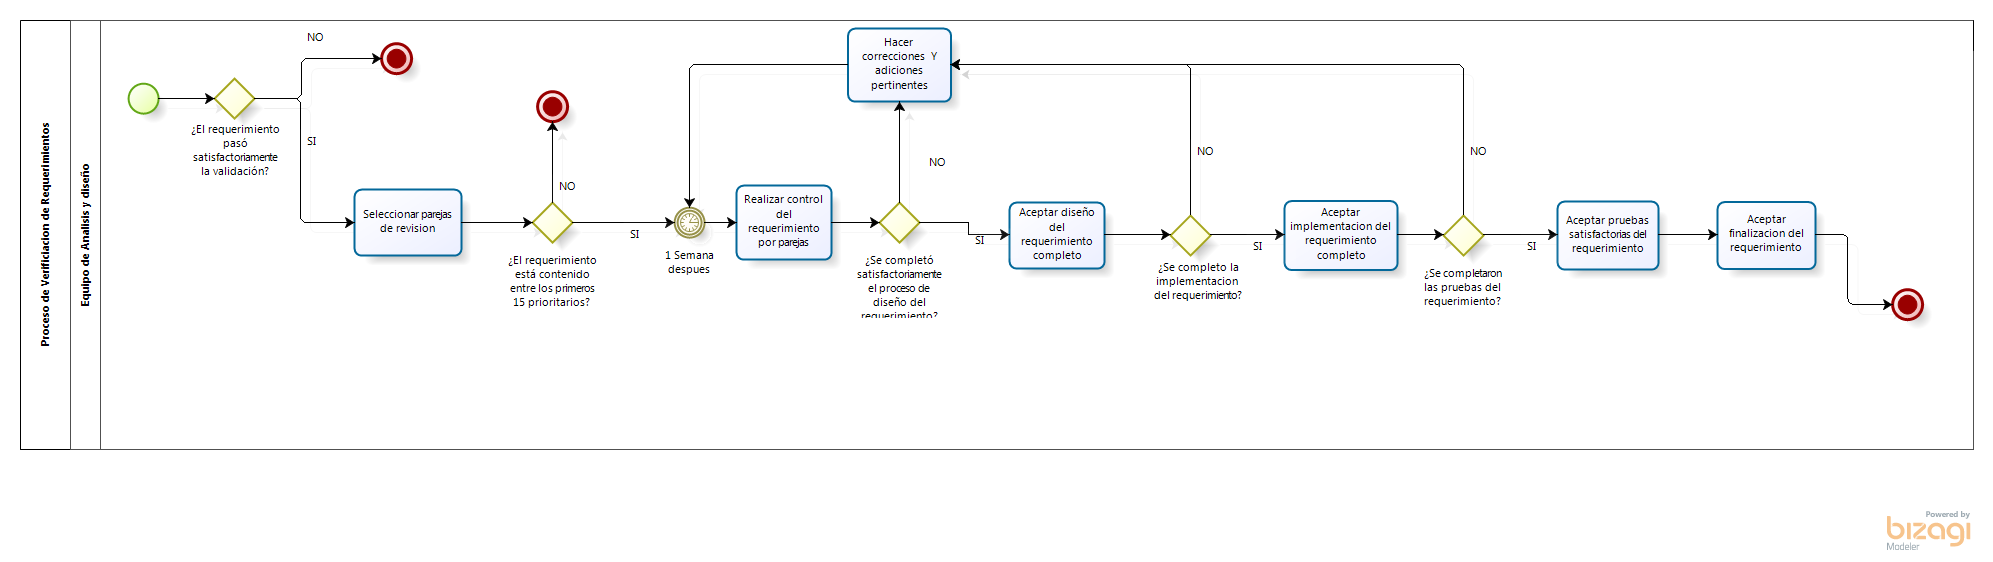 Proceso de Verificiacion de Requerimientos
Equipo de Analisis y diseño
NO
¿El requerimiento
pasó
satisfactoriamente
la validación?
SI
Seleccionar parejas
de revision
NO
¿El requerimiento
está contenido
entre los primeros
15 prioritarios?
SI
1 Semana
despues
Hacer
correcciones Y
adiciones
pertinentes
Realizar control
del
requerimiento
por parejas
NO
¿Se completó
satisfactoriamente
el proceso de
diseño del
requerimiento?
SI
Aceptar diseño
del
requerimiento
completo
NO
¿Se completo la
implementacion
del requerimiento?
SI
Aceptar
implementacion del
requerimiento
completo
NO
¿Se completaron
las pruebas del
requerimiento?
SI
Aceptar pruebas
satisfactorias del
requerimiento
Aceptar
finalizacion del
requerimiento
Powered by
bizagi
Modeler